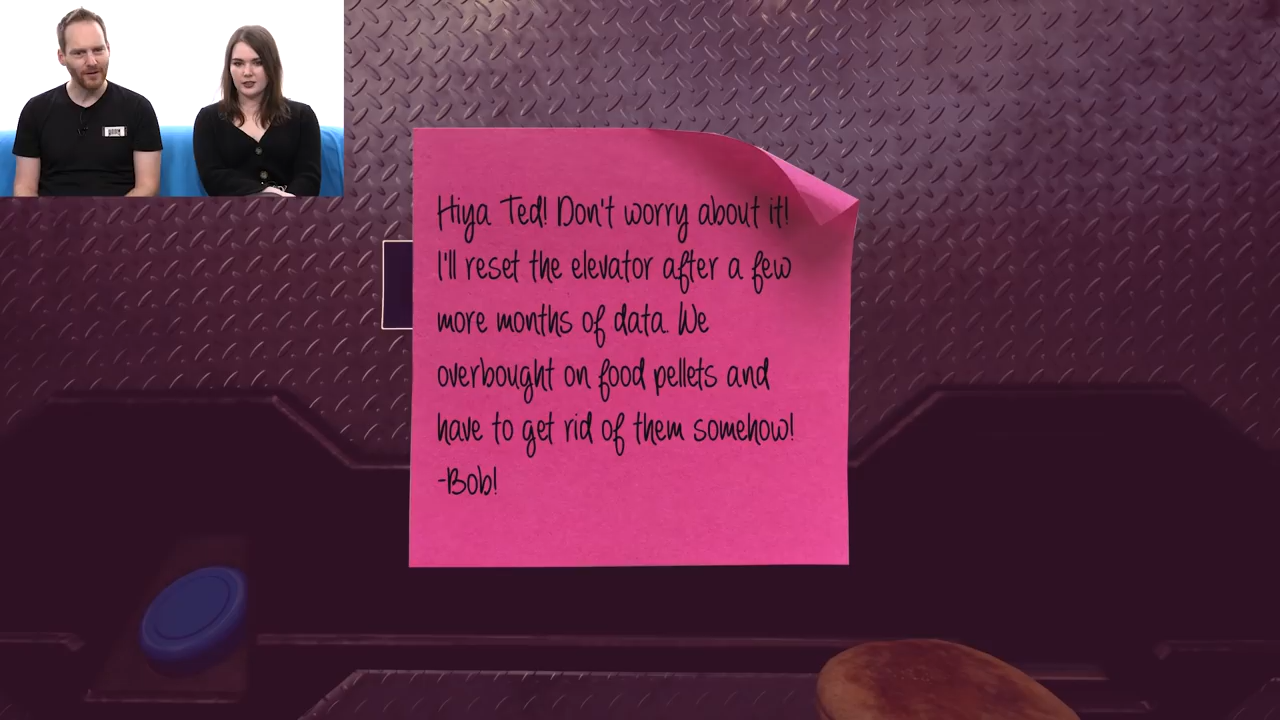 Hiya Ted! Don't worry about it!
I'll reset the elevator after a few
more months of data. We
overbought on food pellets and
have to get rid of them somehow!
-Bob!